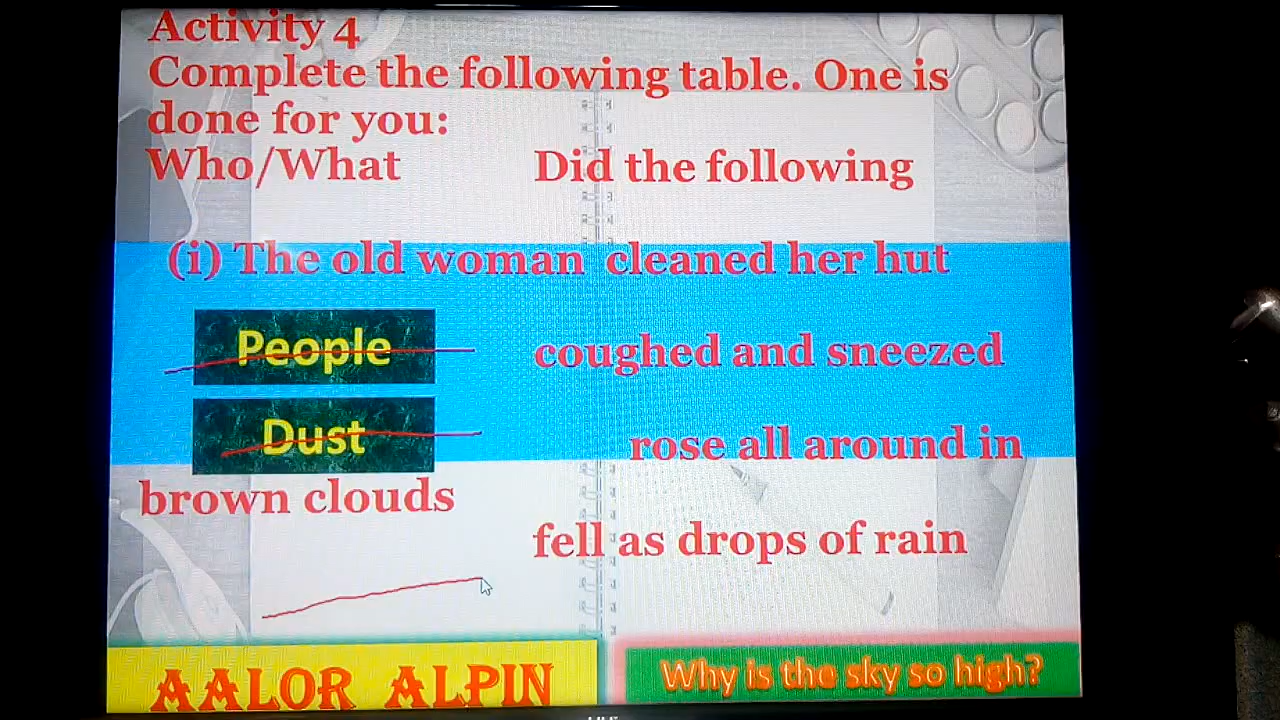 Activity 4
Complete the following table. One is
done for you:
Who/What Did the following
(i) The old woman cleaned her hut
People coughed and sneezed
Dust rose all around in
brown clouds
fell as drops of rain
AALOR ALPIN Why is the sky so high?